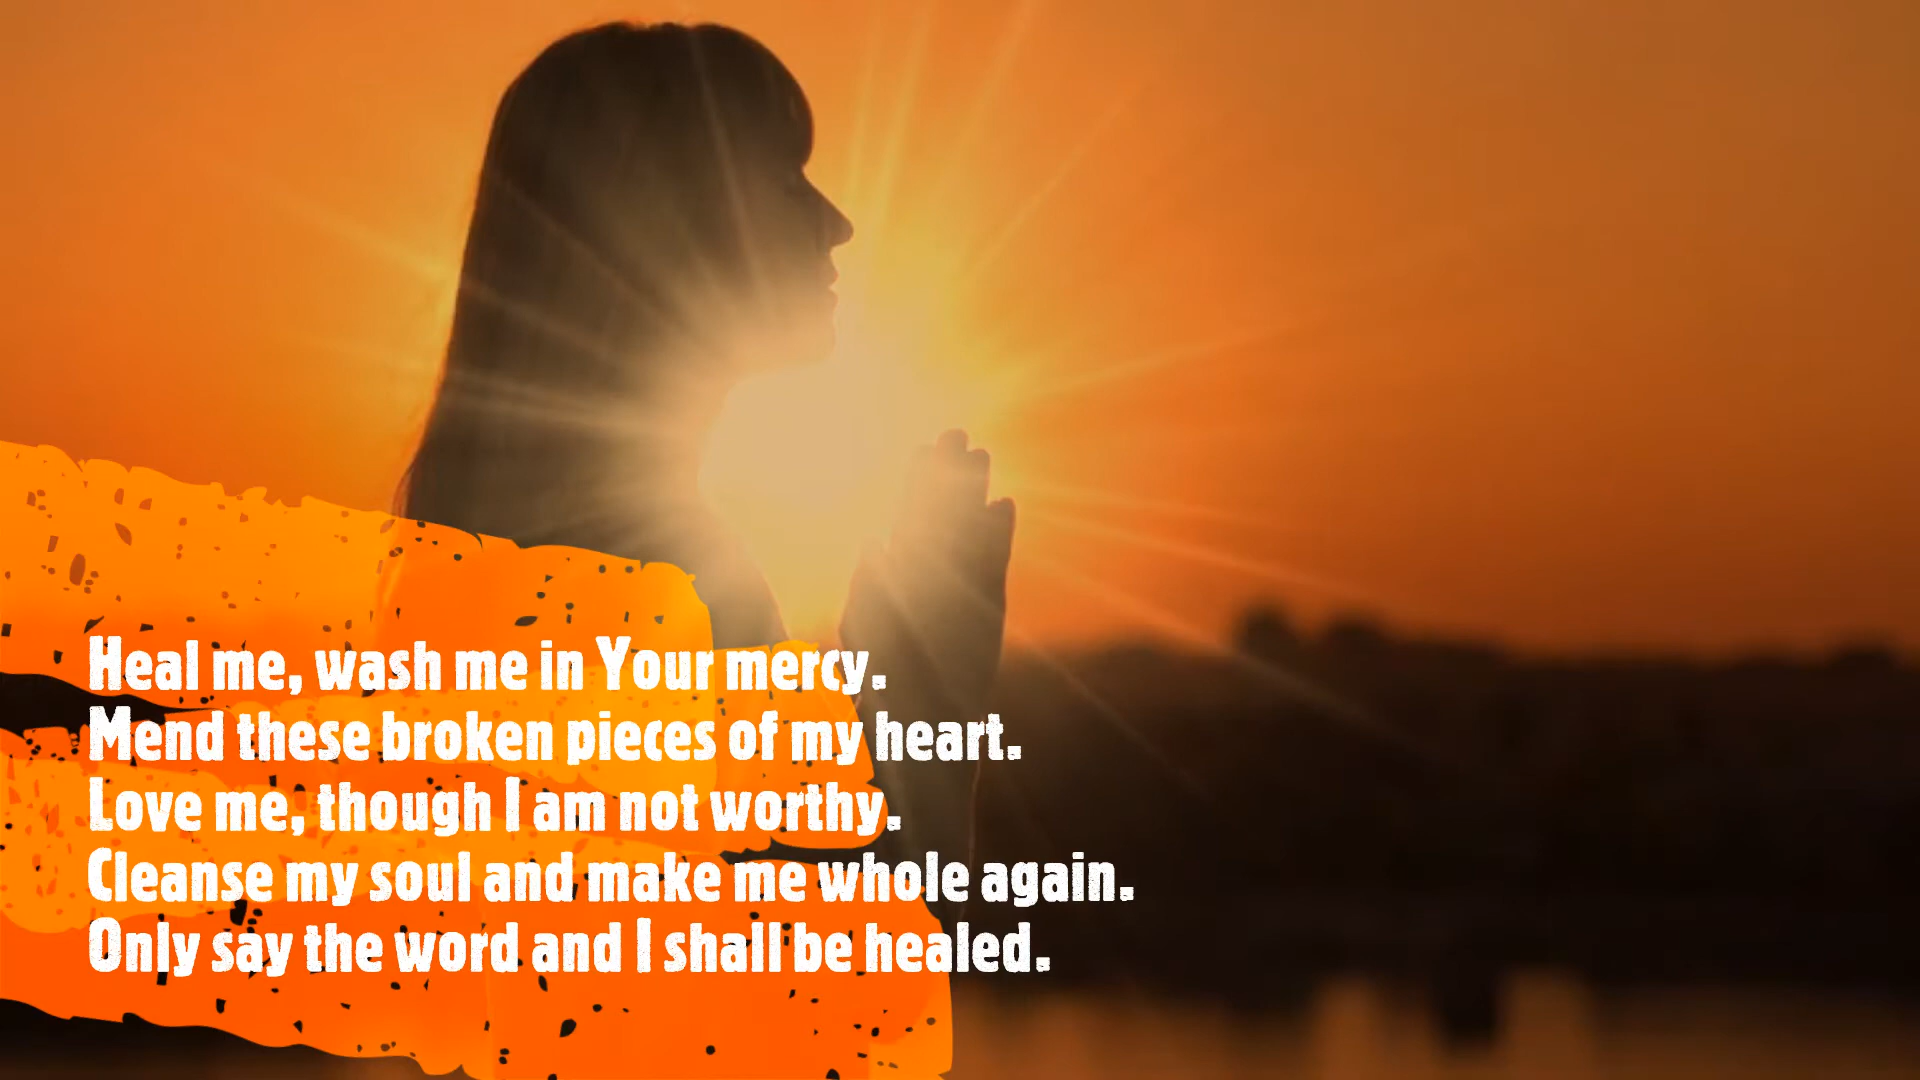 Heal me, wash me in Your mercy.
Mend these broken pieces of my heart.
Love me, though I am not worthy.
Cleanse my soul and make me whole again.
Only say the word and I shall be healed.